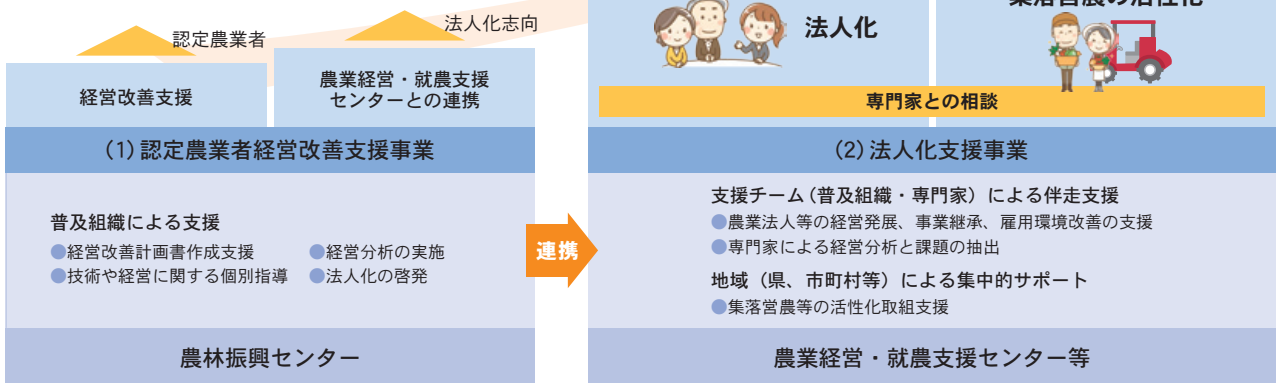 認定農業者
法人化志向
経営改善支援
農業経営・就農支援
センターとの連携
(1)認定農業者経営改善支援事業
普及組織による支援
●経営改善計画書作成支援
●経営分析の実施
●技術や経営に関する個別指導
●法人化の啓発
農林振興センター
連携
法人化
集落営農の活性化
専門家との相談
(2)法人化支援事業
支援チーム(普及組織・専門家)による伴走支援
●農業法人等の経営発展、事業継承、雇用環境改善の支援
●専門家による経営分析と課題の抽出
地域(県、市町村等)による集中的サポート
●集落営農等の活性化取組支援
農業経営・就農支援センター等